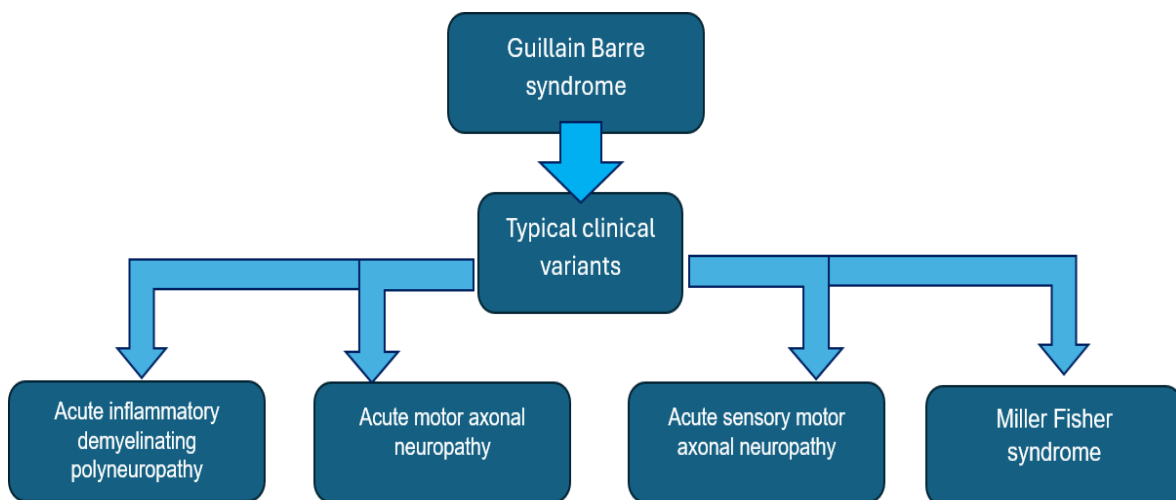 Guillain Barre
syndrome
Typical clinical
variants
Acute inflammatory
demyelinating
polyneuropathy
Acute motor axonal
neuropathy
Acute sensory motor
axonal neuropathy
Miller Fisher
syndrome